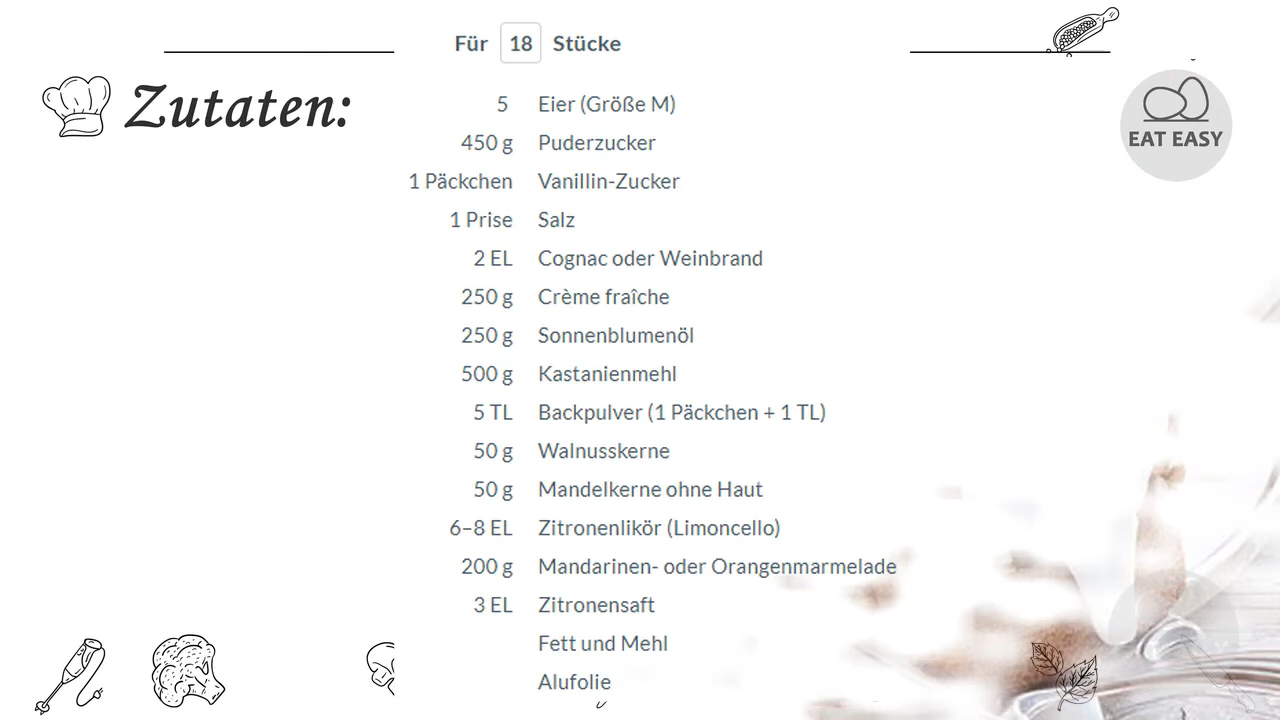 Für 18 Stücke
Zutaten:
EAT EASY
5 Eier (Größe M)
450 g Puderzucker
1 Päckchen Vanillin-Zucker
1 Prise Salz
2 EL Cognac oder Weinbrand
250 g Crème fraîche
250 g Sonnenblumenöl
500 g Kastanienmehl
5 TL Backpulver (1 Päckchen + 1 TL)
50 g Walnusskerne
50 g Mandelkerne ohne Haut
6–8 EL Zitronenlikör (Limoncello)
200 g Mandarinen- oder Orangenmarmelade
3 EL Zitronensaft
Fett und Mehl
Alufolie